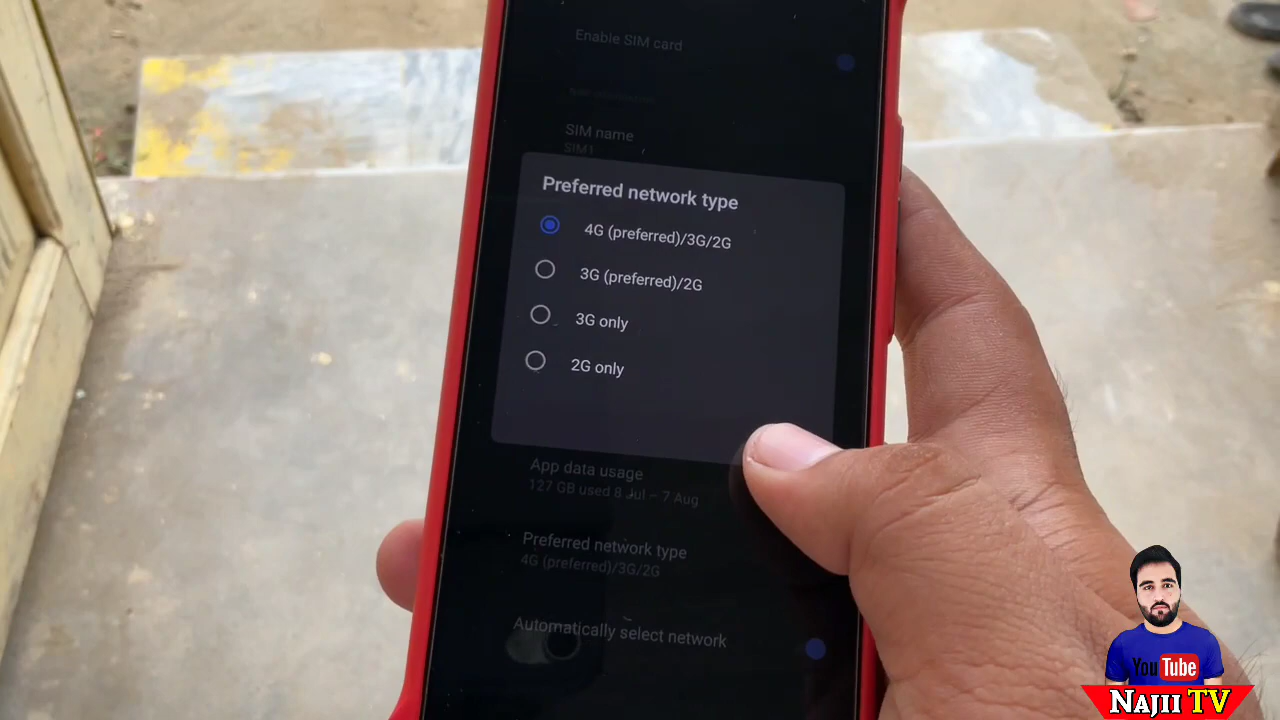 Enable SIM card
SIM name
SIM1
Preferred network type
4G (preferred)/3G/2G
3G (preferred)/2G
3G only
2G only
App data usage
127 GB used 8 Jul – 7 Aug
Preferred network type
4G (preferred)/3G/2G
Automatically select network
YouTube
NAJII TV